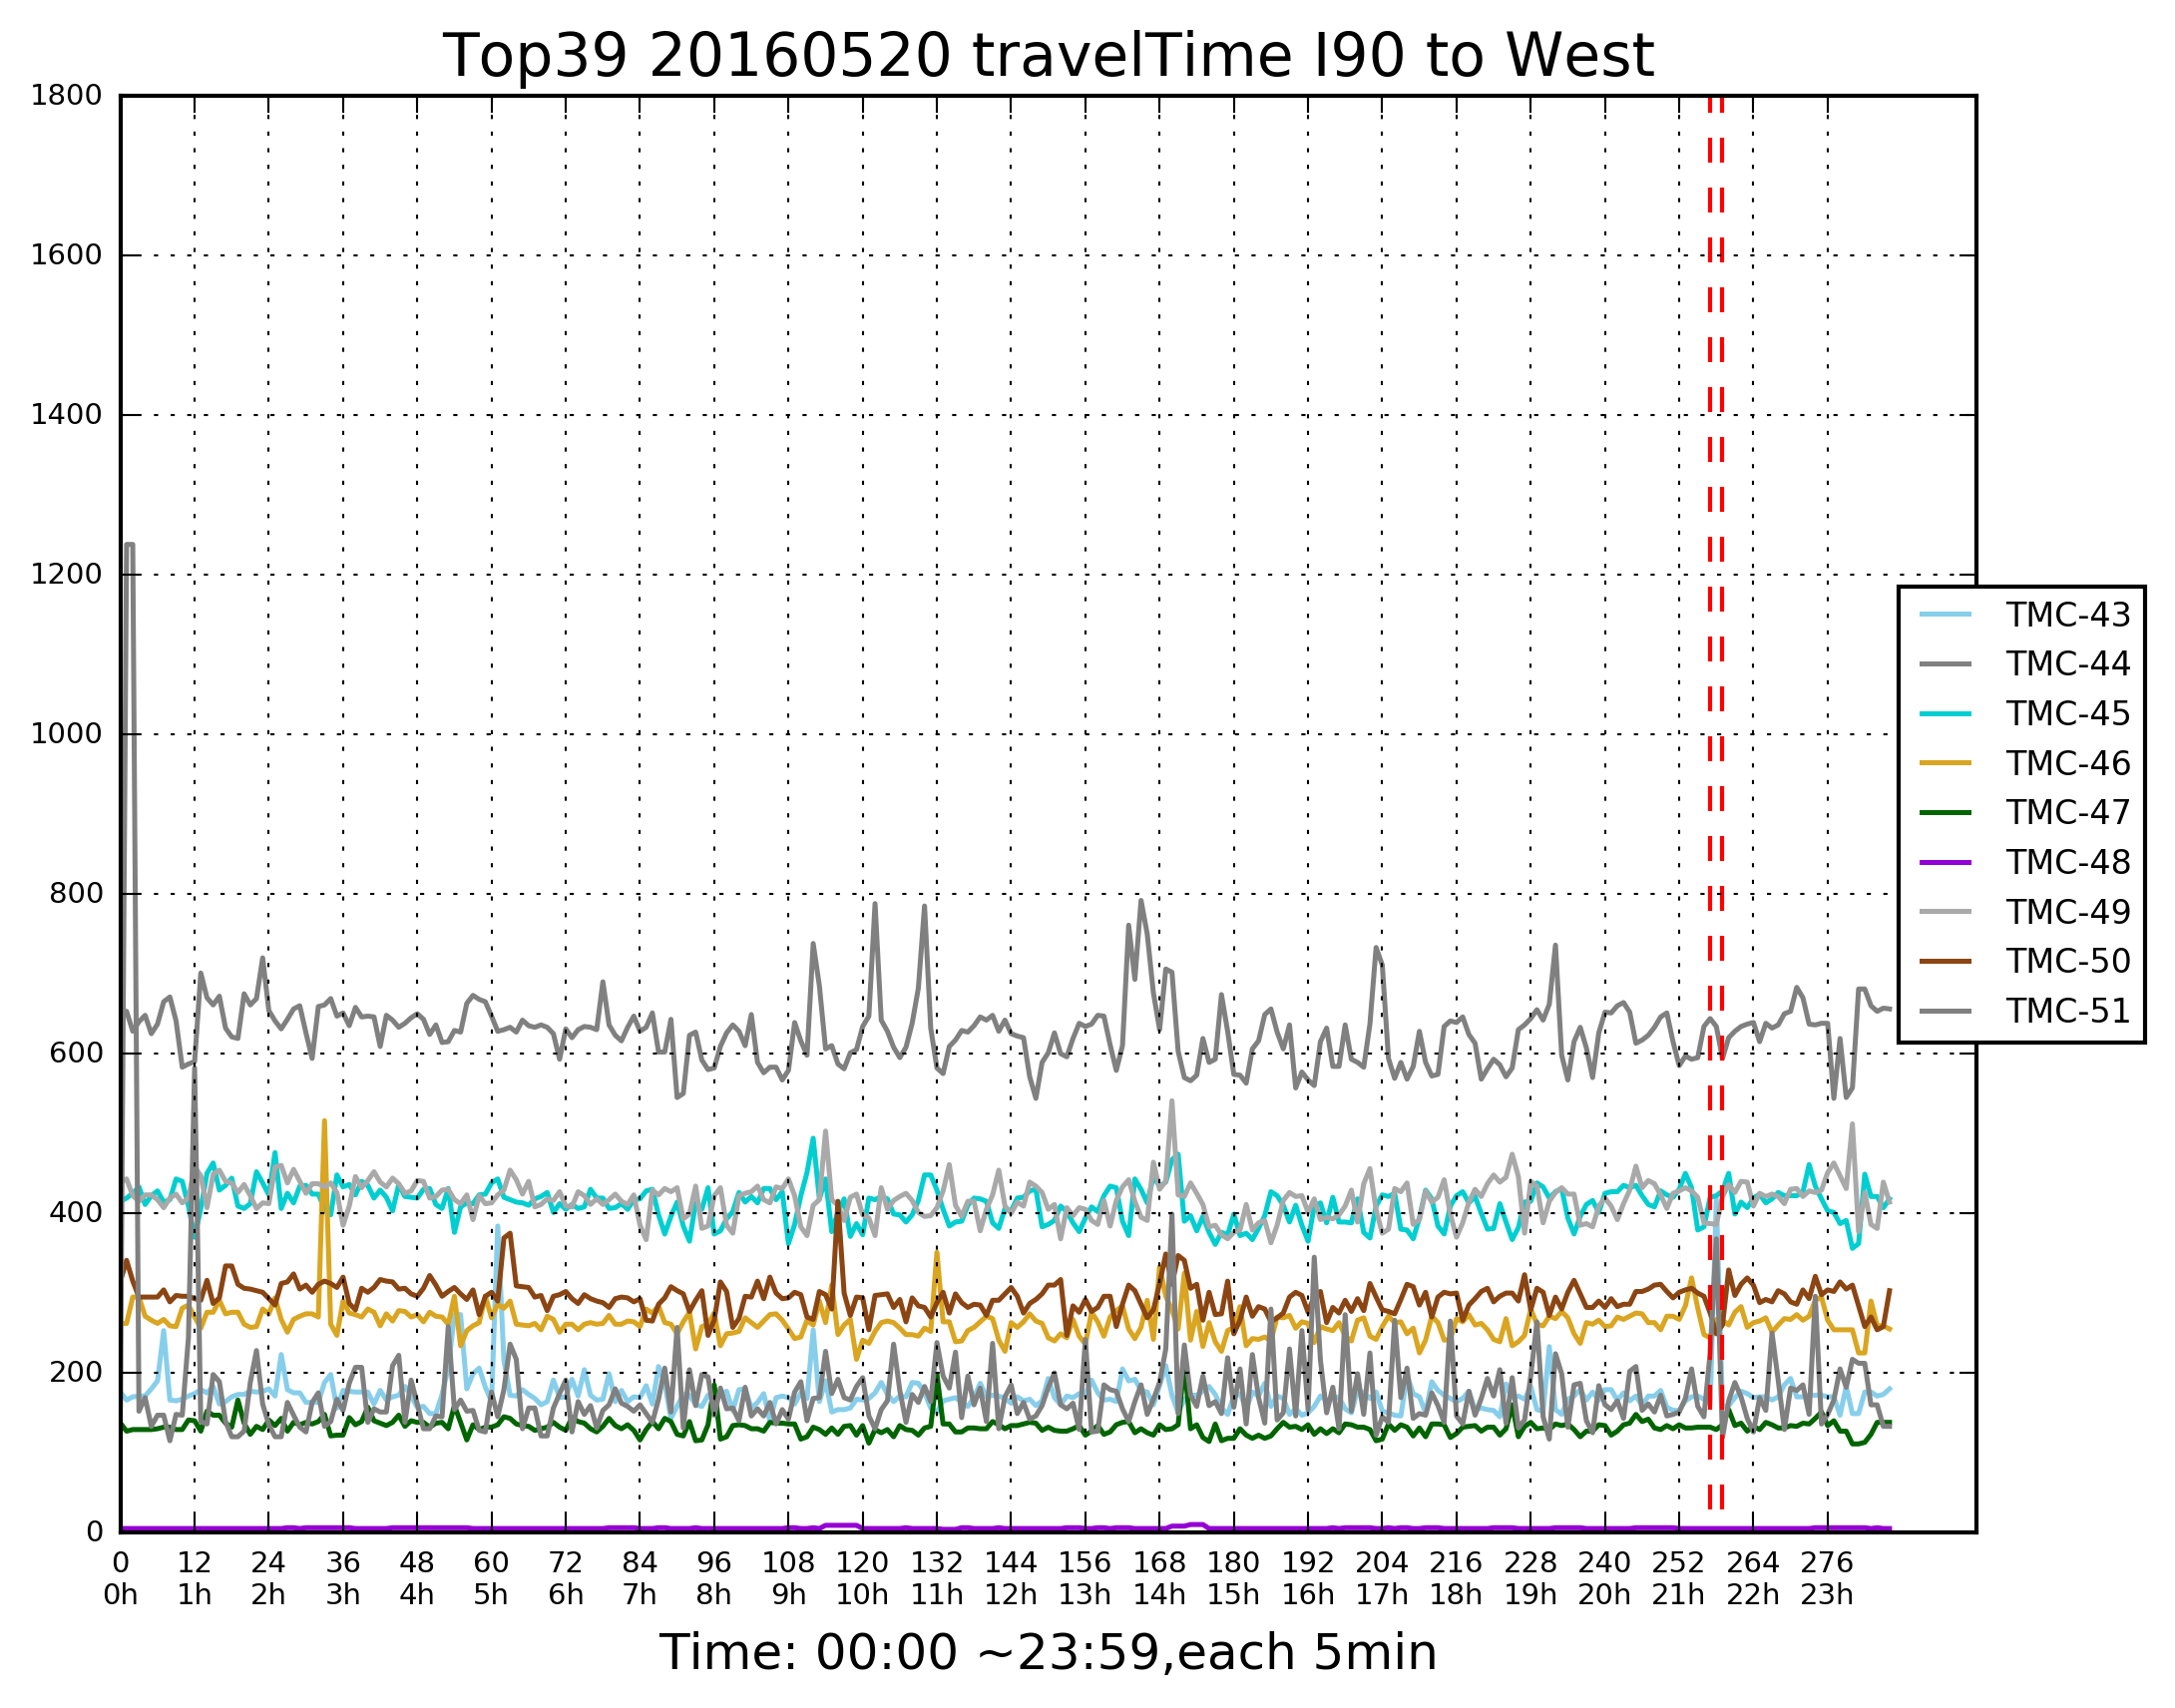 Top39 20160520 travelTime I90 to West
1800
1600
1400
1200
1000
800
600
400
200
0
TMC-43
TMC-44
TMC-45
TMC-46
TMC-47
TMC-48
TMC-49
TMC-50
TMC-51
0 12 24 36 48 60 72 84 96 108 120 132 144 156 168 180 192 204 216 228 240 252 264 276
0h 1h 2h 3h 4h 5h 6h 7h 8h 9h 10h 11h 12h 13h 14h 15h 16h 17h 18h 19h 20h 21h 22h 23h
Time: 00:00 ~23:59,each 5min